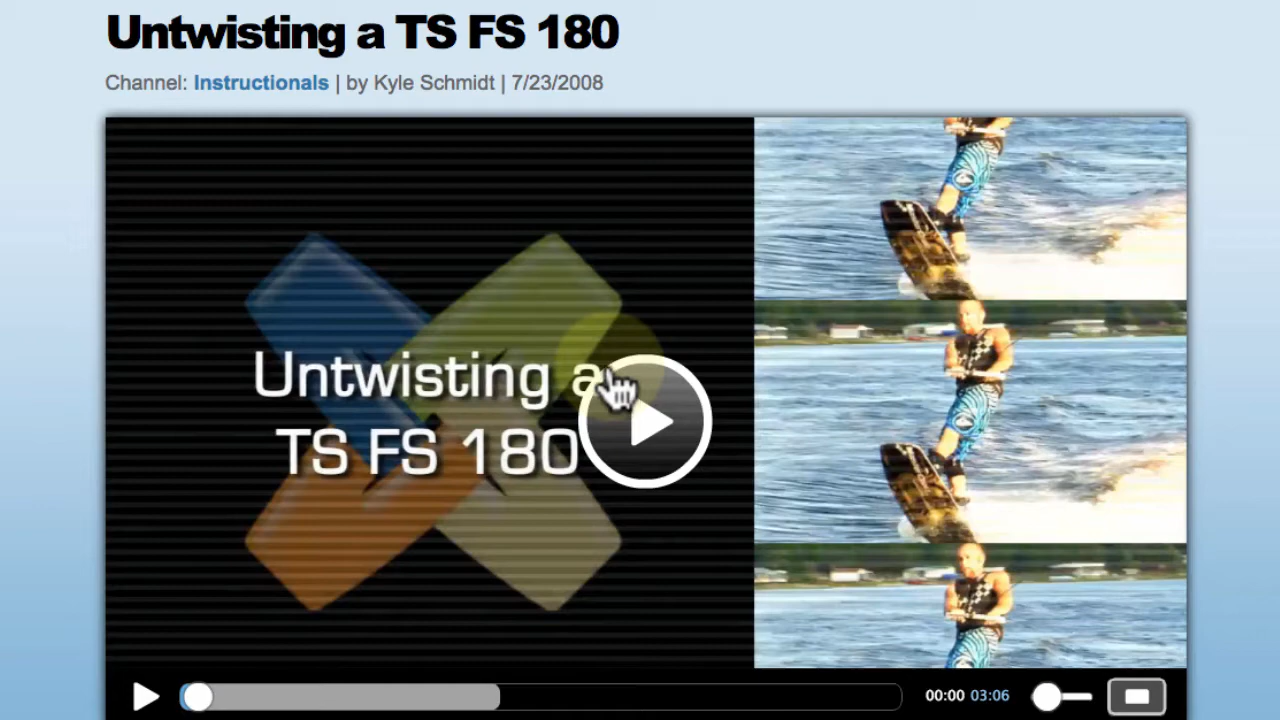 Untwisting a TS FS 180
Channel: Instructionals | by Kyle Schmidt | 7/23/2008
Untwisting a
TS FS 180
00:00 03:06